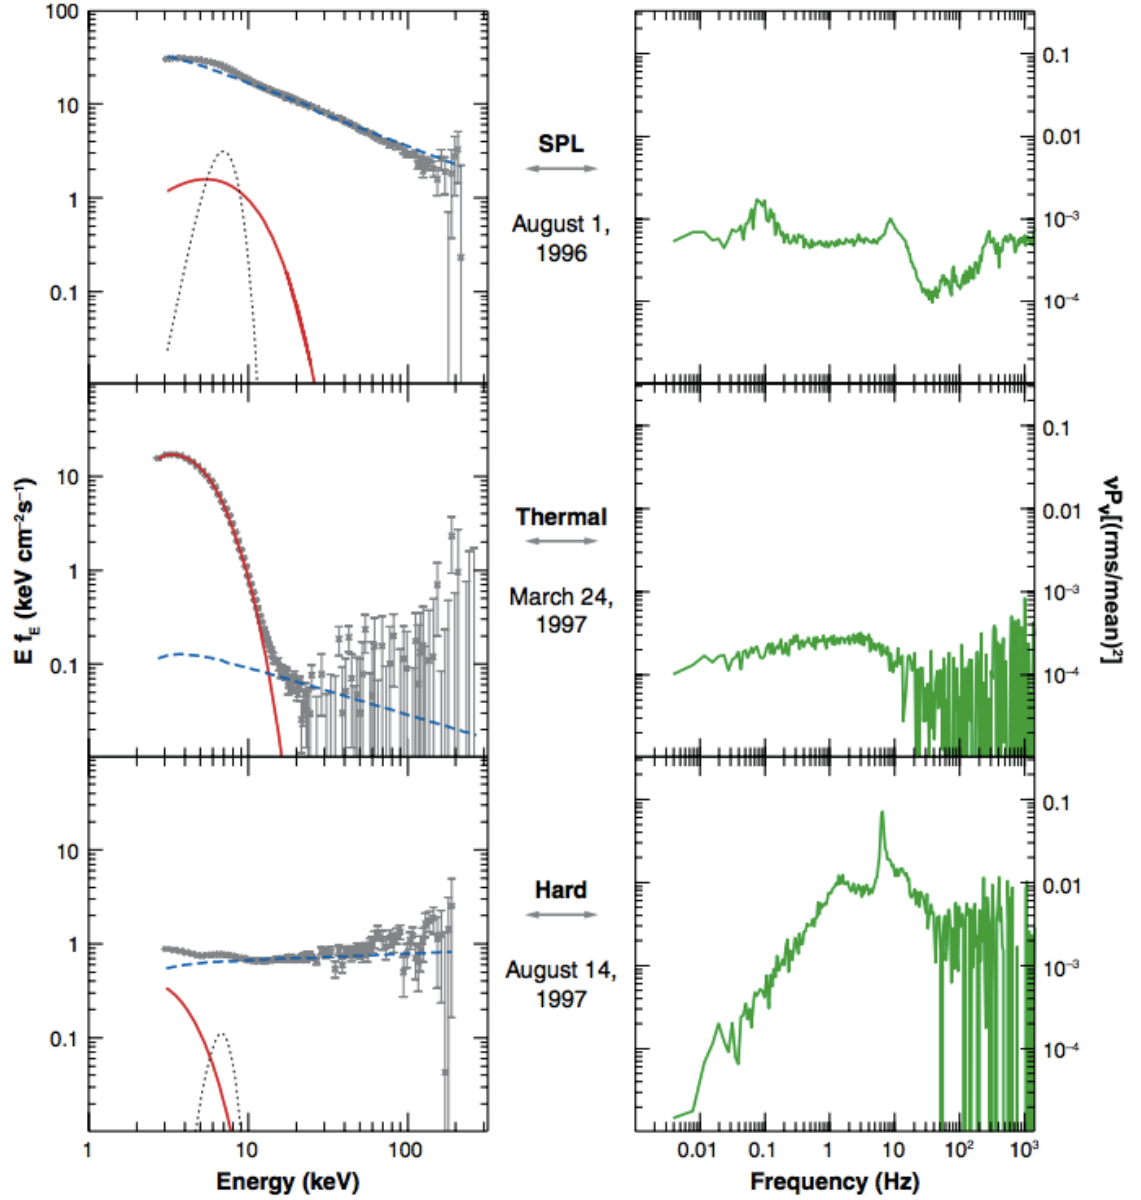 100
10
1
0.1
SPL
August 1,
1996
0.1
0.01
10⁻³
10⁻⁴
E f_E (keV cm⁻²s⁻¹)
10
1
0.1
Thermal
March 24,
1997
0.1
0.01
10⁻³
10⁻⁴
νP_ν[(rms/mean)²]
10
1
0.1
Hard
August 14,
1997
0.1
0.01
10⁻³
10⁻⁴
1 10 100
Energy (keV)
0.01 0.1 1 10 10² 10³
Frequency (Hz)